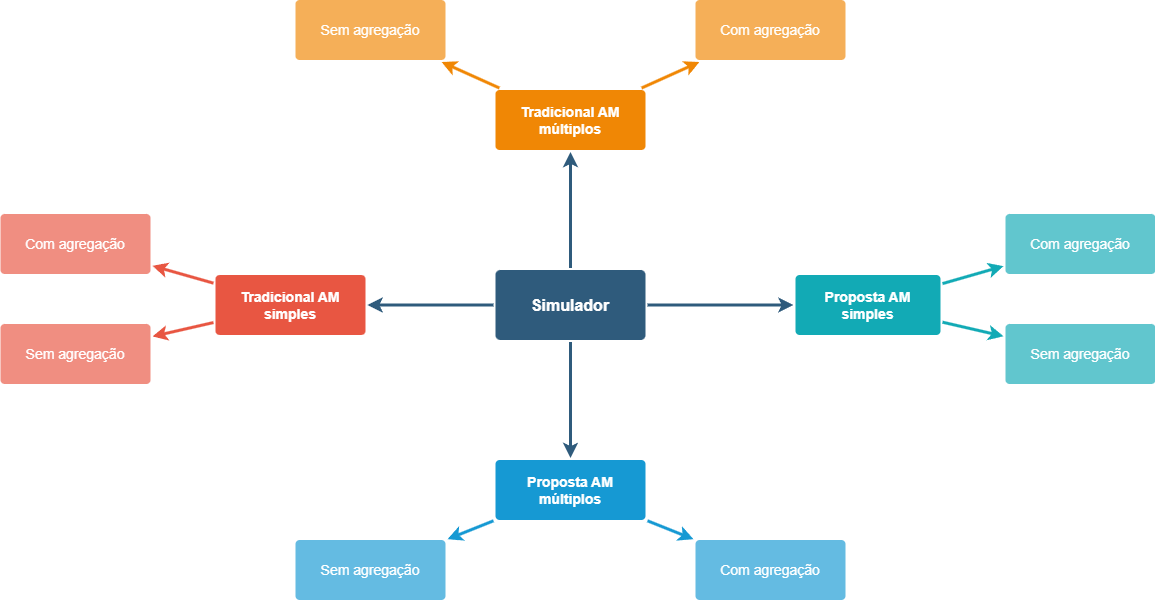 Sem agregação
Com agregação
Tradicional AM
múltiplos
Com agregação
Com agregação
Tradicional AM
simples
Simulador
Proposta AM
simples
Sem agregação
Sem agregação
Proposta AM
múltiplos
Sem agregação
Com agregação